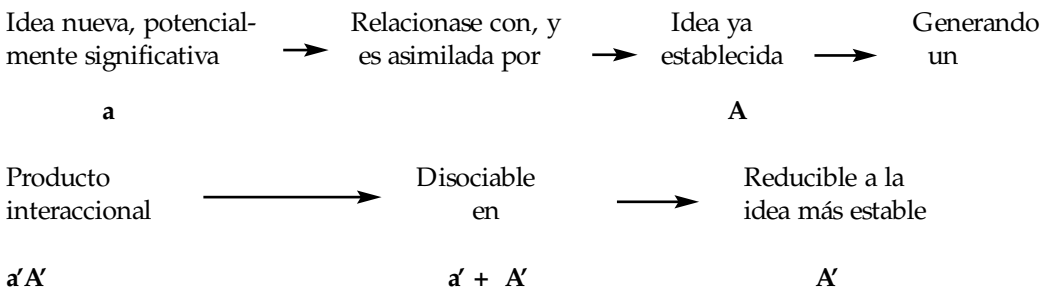 Idea nueva, potencial- Relacionase con, y Idea ya Generando
mente significativa es asimilada por establecida un
a A
Producto Disociable Reducible a la
interaccional en idea más estable
a′A′ a′ + A′ A′